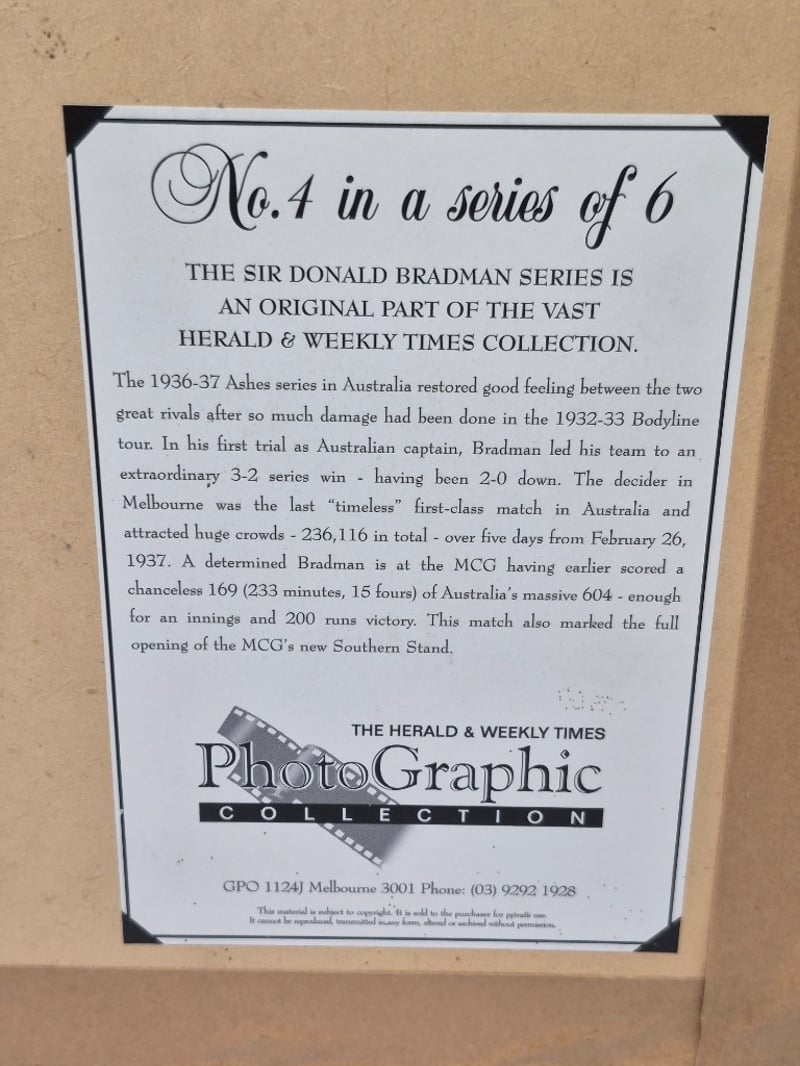 No. 4 in a series of 6
THE SIR DONALD BRADMAN SERIES IS
AN ORIGINAL PART OF THE VAST
HERALD & WEEKLY TIMES COLLECTION.
The 1936-37 Ashes series in Australia restored good feeling between the two
great rivals after so much damage had been done in the 1932-33 Bodyline
tour. In his first trial as Australian captain, Bradman led his team to an
extraordinary 3-2 series win - having been 2-0 down. The decider in
Melbourne was the last “timeless” first-class match in Australia and
attracted huge crowds - 236,116 in total - over five days from February 26,
1937. A determined Bradman is at the MCG having earlier scored a
chanceless 169 (233 minutes, 15 fours) of Australia's massive 604 - enough
for an innings and 200 runs victory. This match also marked the full
opening of the MCG's new Southern Stand.
THE HERALD & WEEKLY TIMES
PhotoGraphic
COLLECTION
GPO 1124J Melbourne 3001 Phone: (03) 9292 1928
This material is subject to copyright. It is sold to the purchaser for private use.
It cannot be reproduced, transmitted in any form, altered or archived without permission.